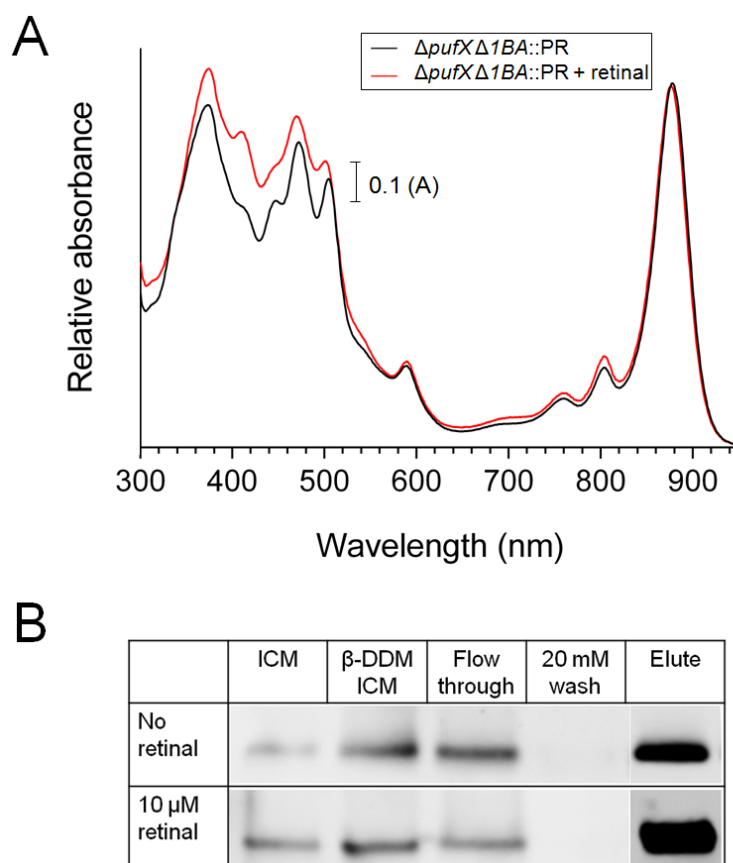 A
ΔpufXΔ1BA::PR
ΔpufXΔ1BA::PR + retinal
0.1 (A)
Relative absorbance
300 400 500 600 700 800 900
Wavelength (nm)
B
ICM
β-DDM
ICM
Flow
through
20 mM
wash
Elute
No
retinal
10 µM
retinal